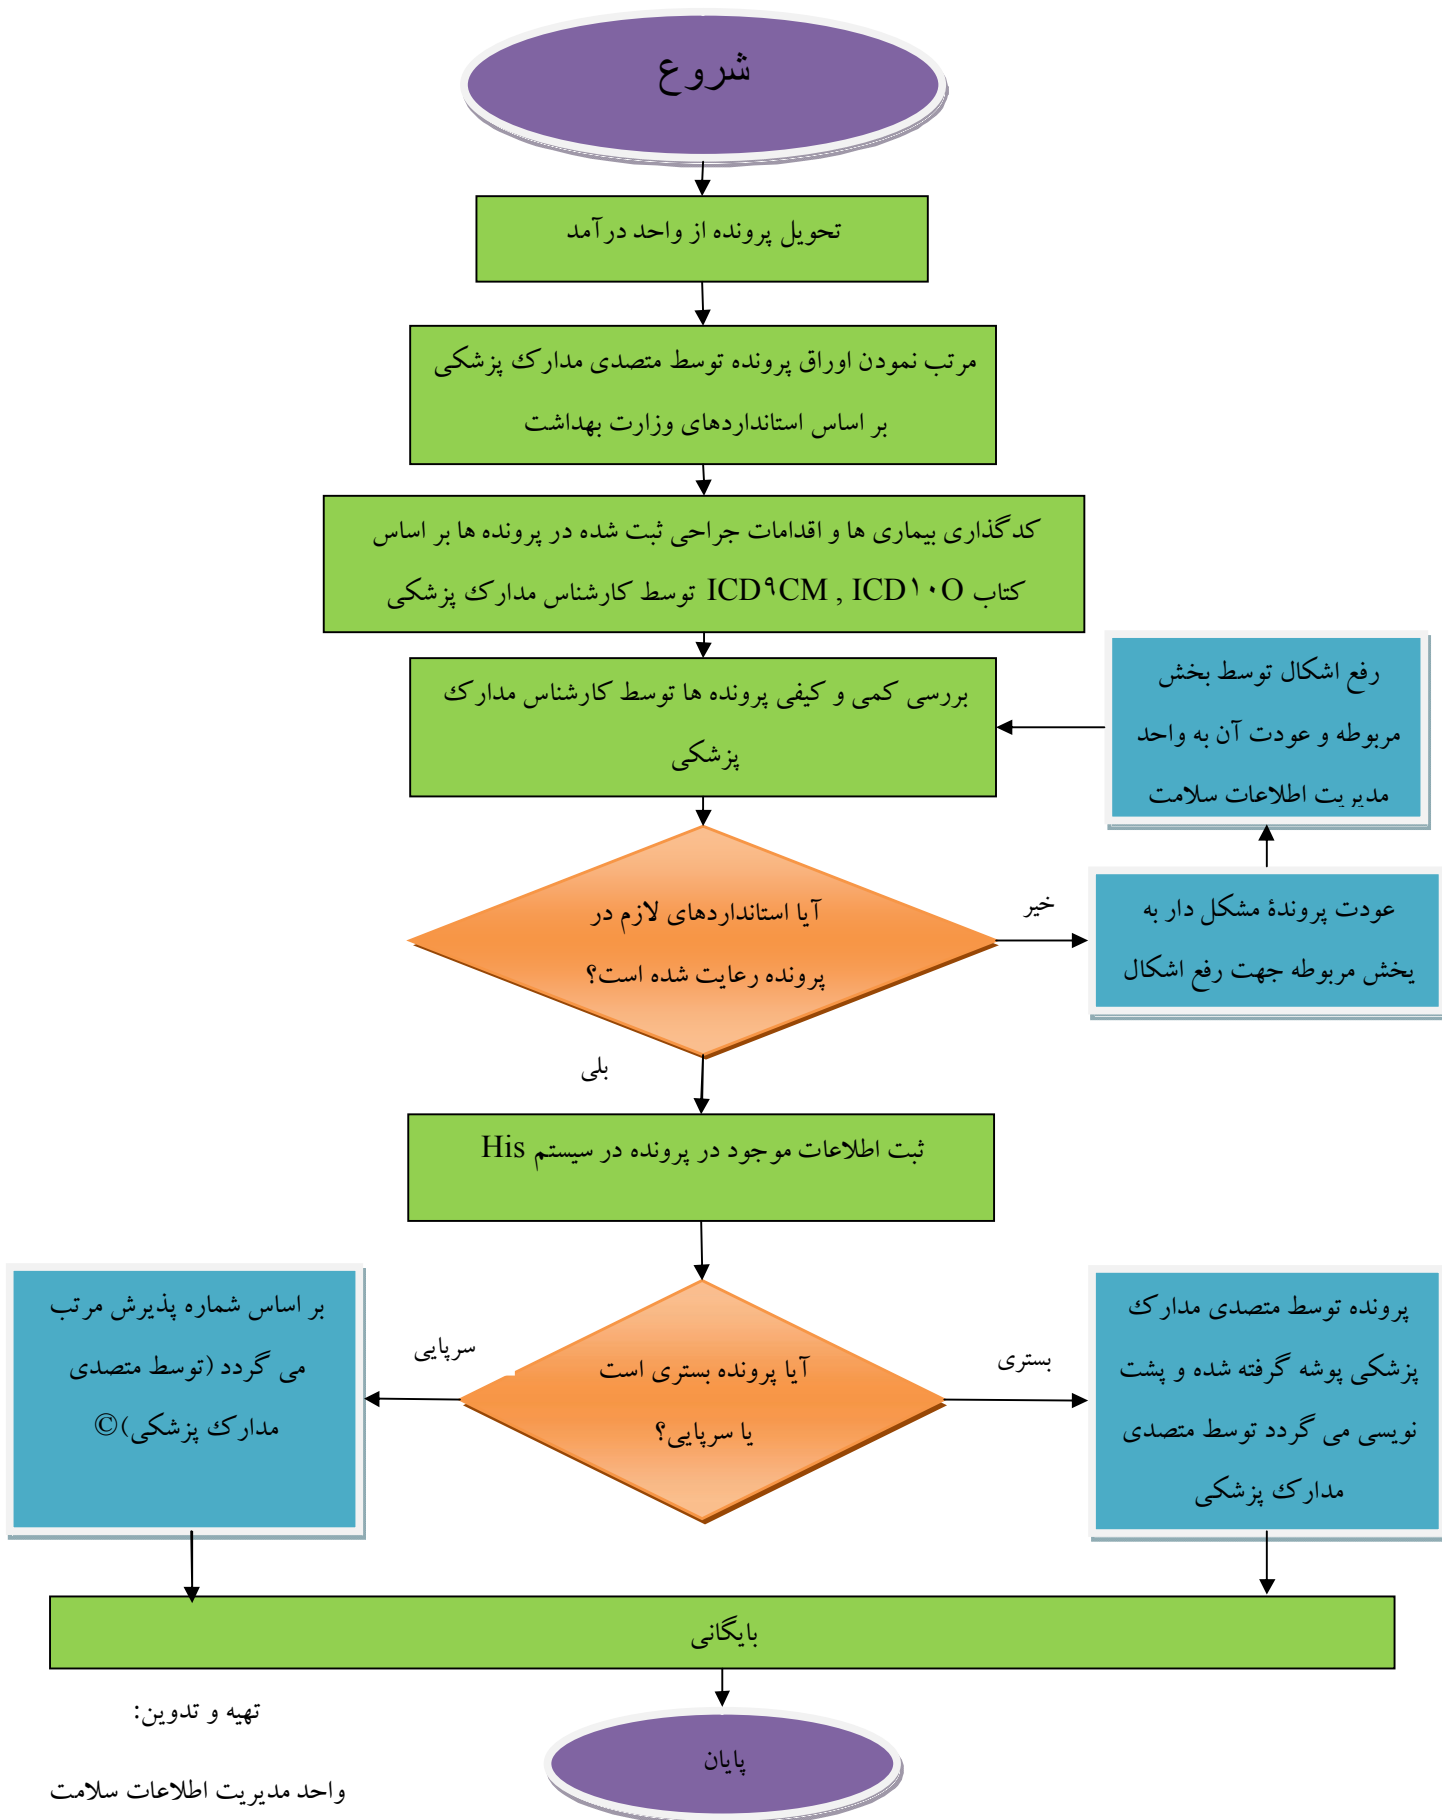 شروع
تحویل پرونده از واحد درآمد
مرتب نمودن اوراق پرونده توسط متصدی مدارک پزشکی
بر اساس استانداردهای وزارت بهداشت
کدگذاری بیماری ها و اقدامات جراحی ثبت شده در پرونده ها بر اساس
کتاب ICD۹CM , ICD۱۰O توسط کارشناس مدارک پزشکی
بررسی کمی و کیفی پرونده ها توسط کارشناس مدارک
پزشکی
رفع اشکال توسط بخش
مربوطه و عودت آن به واحد
مدیریت اطلاعات سلامت
آیا استانداردهای لازم در
پرونده رعایت شده است؟
خیر
عودت پروندۀ مشکل دار به
یخش مربوطه جهت رفع اشکال
بلی
ثبت اطلاعات موجود در پرونده در سیستم His
پرونده توسط متصدی مدارک
پزشکی پوشه گرفته شده و پشت
نویسی می گردد توسط متصدی
مدارک پزشکی
بستری
آیا پرونده بستری است
یا سرپایی؟
سرپایی
بر اساس شماره پذیرش مرتب
می گردد (توسط متصدی
مدارک پزشکی)©
بایگانی
پایان
تهیه و تدوین:
واحد مدیریت اطلاعات سلامت